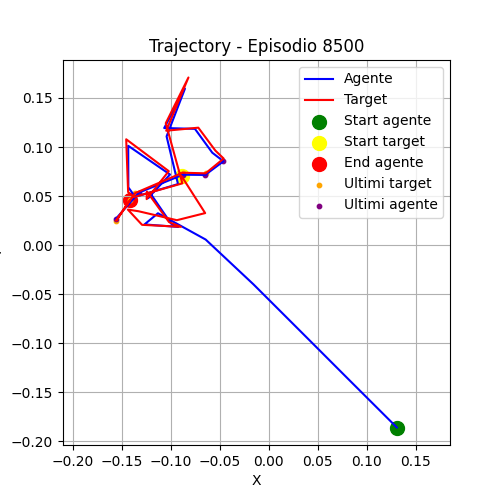 Trajectory - Episodio 8500
Agente
Target
Start agente
Start target
End agente
Ultimi target
Ultimi agente
0.15
0.10
0.05
0.00
−0.05
−0.10
−0.15
−0.20
−0.20 −0.15 −0.10 −0.05 0.00 0.05 0.10 0.15
X